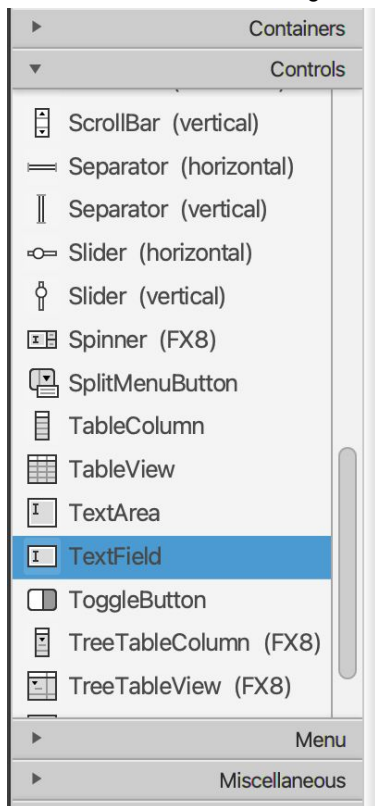 Containers
Controls
ScrollBar (vertical)
Separator (horizontal)
Separator (vertical)
Slider (horizontal)
Slider (vertical)
Spinner (FX8)
SplitMenuButton
TableColumn
TableView
TextArea
TextField
ToggleButton
TreeTableColumn (FX8)
TreeTableView (FX8)
Menu
Miscellaneous